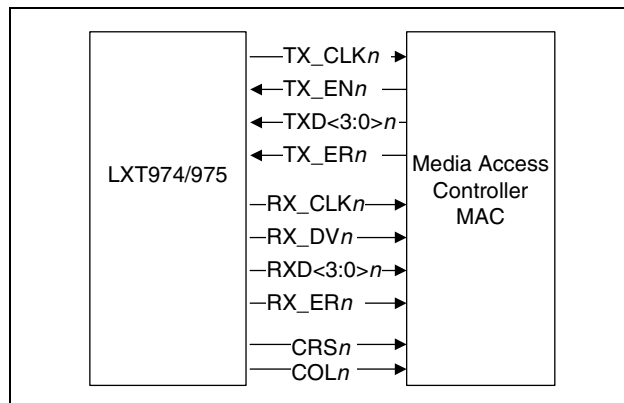 LXT974/975
TX_CLKn
TX_ENn
TXD<3:0>n
TX_ERn
RX_CLKn
RX_DVn
RXD<3:0>n
RX_ERn
CRSn
COLn
Media Access
Controller
MAC